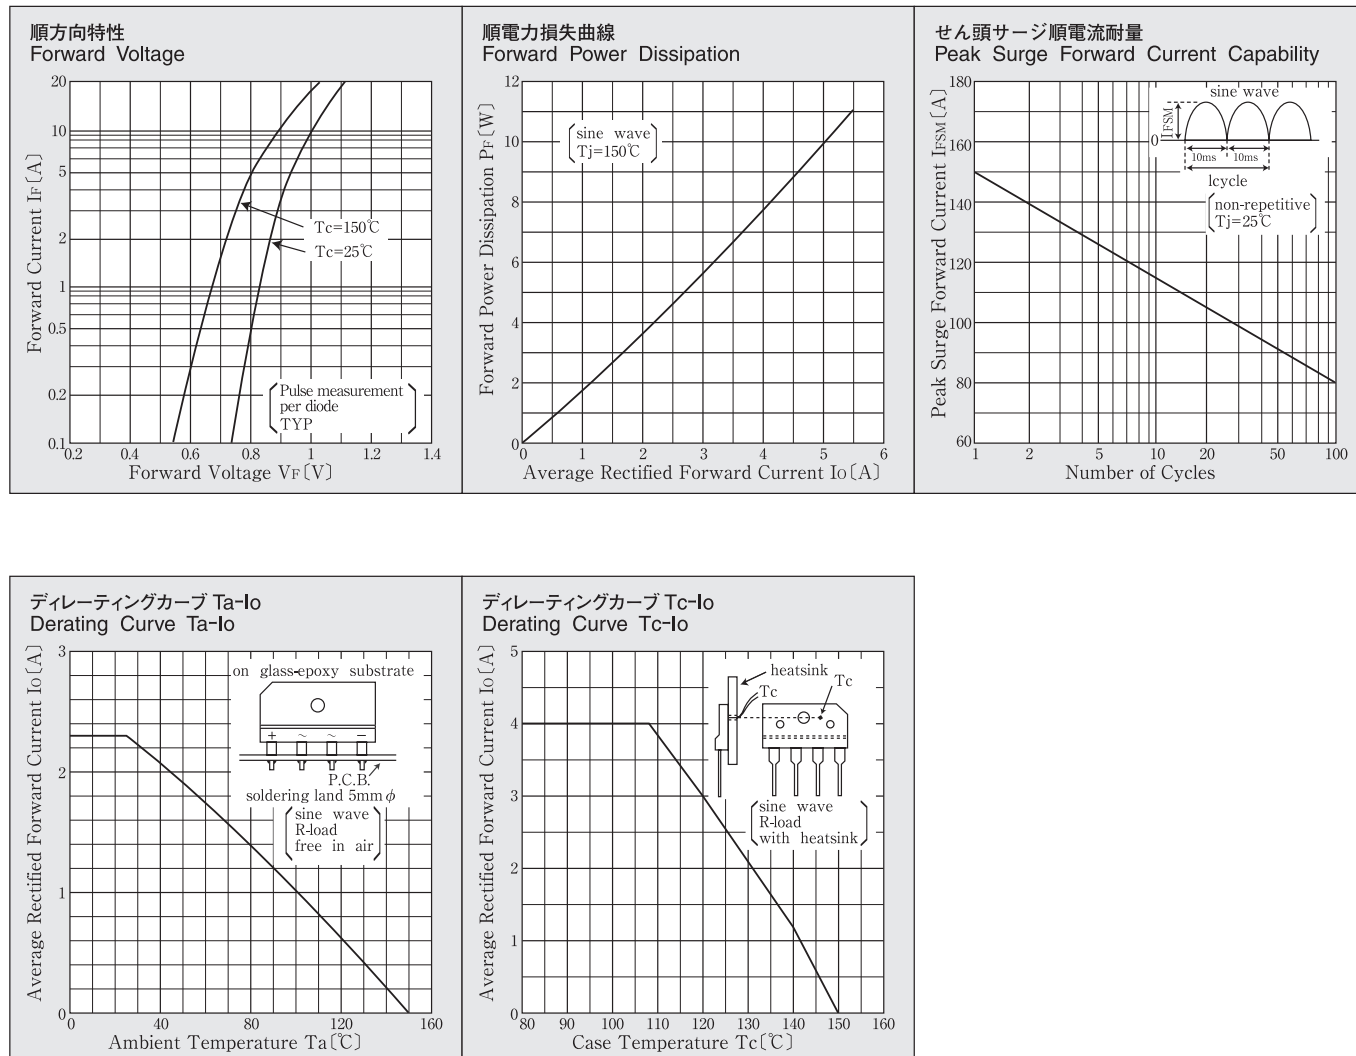 順方向特性
Forward Voltage
20
10
5
2
1
0.5
0.2
0.1
Forward Current IF〔A〕
Tc=150℃
Tc=25℃
Pulse measurement
per diode
TYP
0.2 0.4 0.6 0.8 1 1.2 1.4
Forward Voltage VF〔V〕
順電力損失曲線
Forward Power Dissipation
12
10
8
6
4
2
0
Forward Power Dissipation PF〔W〕
sine wave
Tj=150℃
0 1 2 3 4 5 6
Average Rectified Forward Current Io〔A〕
せん頭サージ順電流耐量
Peak Surge Forward Current Capability
180
160
140
120
100
80
60
Peak Surge Forward Current IFSM〔A〕
sine wave
IFSM
0
10ms 10ms
1cycle
non-repetitive
Tj=25℃
1 2 5 10 20 50 100
Number of Cycles
ディレーティングカーブ Ta-Io
Derating Curve Ta-Io
3
2
1
0
Average Rectified Forward Current Io〔A〕
on glass-epoxy substrate
+ ~ ~ −
P.C.B.
soldering land 5mmφ
sine wave
R-load
free in air
0 40 80 120 160
Ambient Temperature Ta〔℃〕
ディレーティングカーブ Tc-Io
Derating Curve Tc-Io
5
4
3
2
1
0
Average Rectified Forward Current Io〔A〕
heatsink
Tc
Tc
sine wave
R-load
with heatsink
80 90 100 110 120 130 140 150 160
Case Temperature Tc〔℃〕